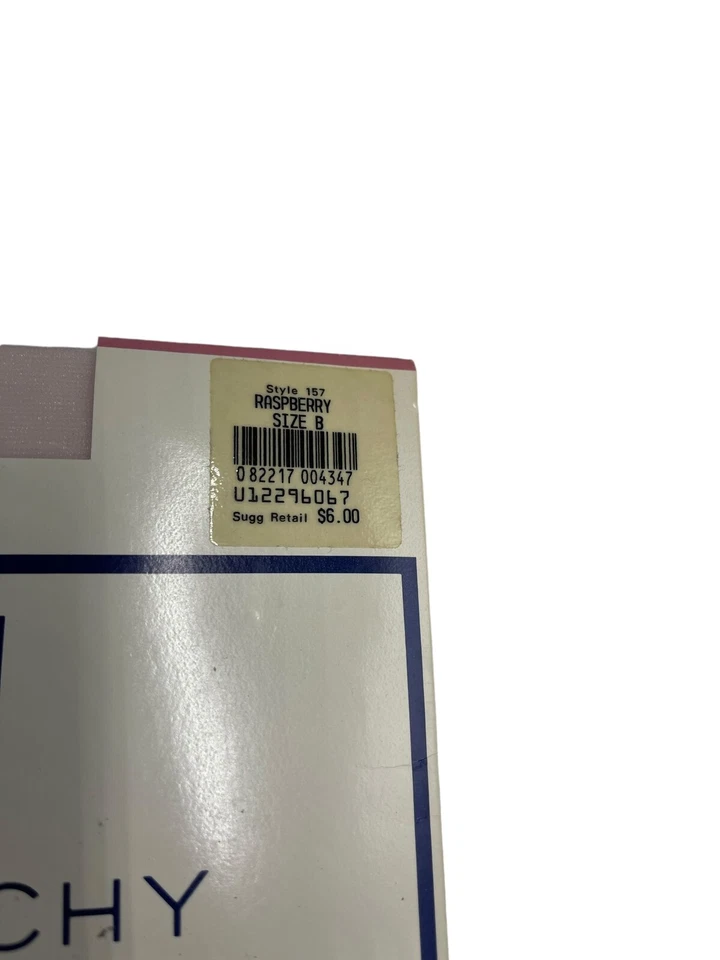 Style 157
RASPBERRY
SIZE B
0 82217 004347
U12296067
Sugg Retail $6.00
CHY